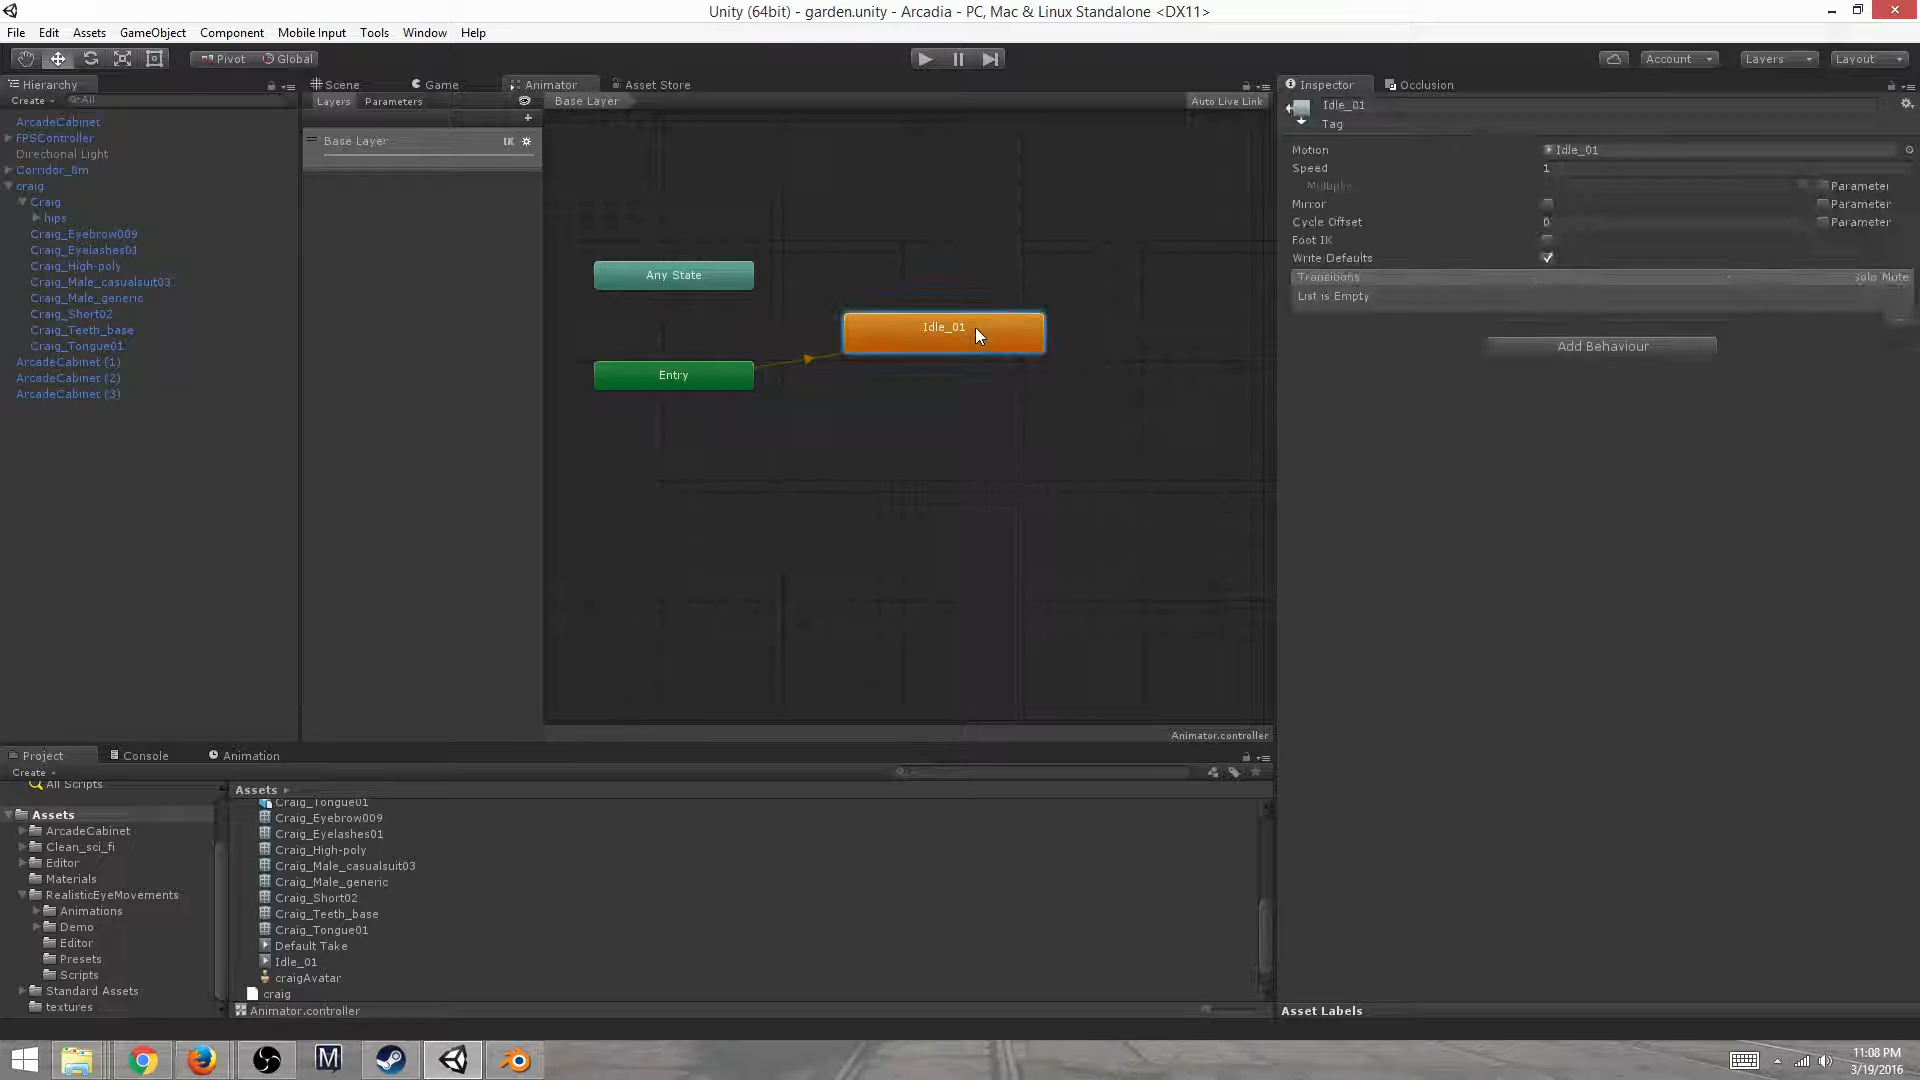 Unity (64bit) - garden.unity - Arcadia - PC, Mac & Linux Standalone <DX11>
File Edit Assets GameObject Component Mobile Input Tools Window Help
Pivot Global Account Layers Layout
Hierarchy
Create All
ArcadeCabinet
FPSController
Directional Light
Corridor_8m
craig
Craig
hips
Craig_Eyebrow009
Craig_Eyelashes01
Craig_High-poly
Craig_Male_casualsuit03
Craig_Male_generic
Craig_Short02
Craig_Teeth_base
Craig_Tongue01
ArcadeCabinet (1)
ArcadeCabinet (2)
ArcadeCabinet (3)
Scene Game Animator Asset Store
Layers Parameters Base Layer Auto Live Link
Base Layer IK
Any State
Idle_01
Entry
Animator.controller
Inspector Occlusion
Idle_01
Tag
Motion Idle_01
Speed 1
Multiplier Parameter
Mirror Parameter
Cycle Offset 0 Parameter
Foot IK
Write Defaults
Transitions Solo Mute
List is Empty
Add Behaviour
Asset Labels
Project Console Animation
Create
All Scripts
Assets
ArcadeCabinet
Clean_sci_fi
Editor
Materials
RealisticEyeMovements
Animations
Demo
Editor
Presets
Scripts
Standard Assets
textures
Assets
Craig_Tongue01
Craig_Eyebrow009
Craig_Eyelashes01
Craig_High-poly
Craig_Male_casualsuit03
Craig_Male_generic
Craig_Short02
Craig_Teeth_base
Craig_Tongue01
Default Take
Idle_01
craigAvatar
craig
Animator.controller
11:08 PM
3/19/2016